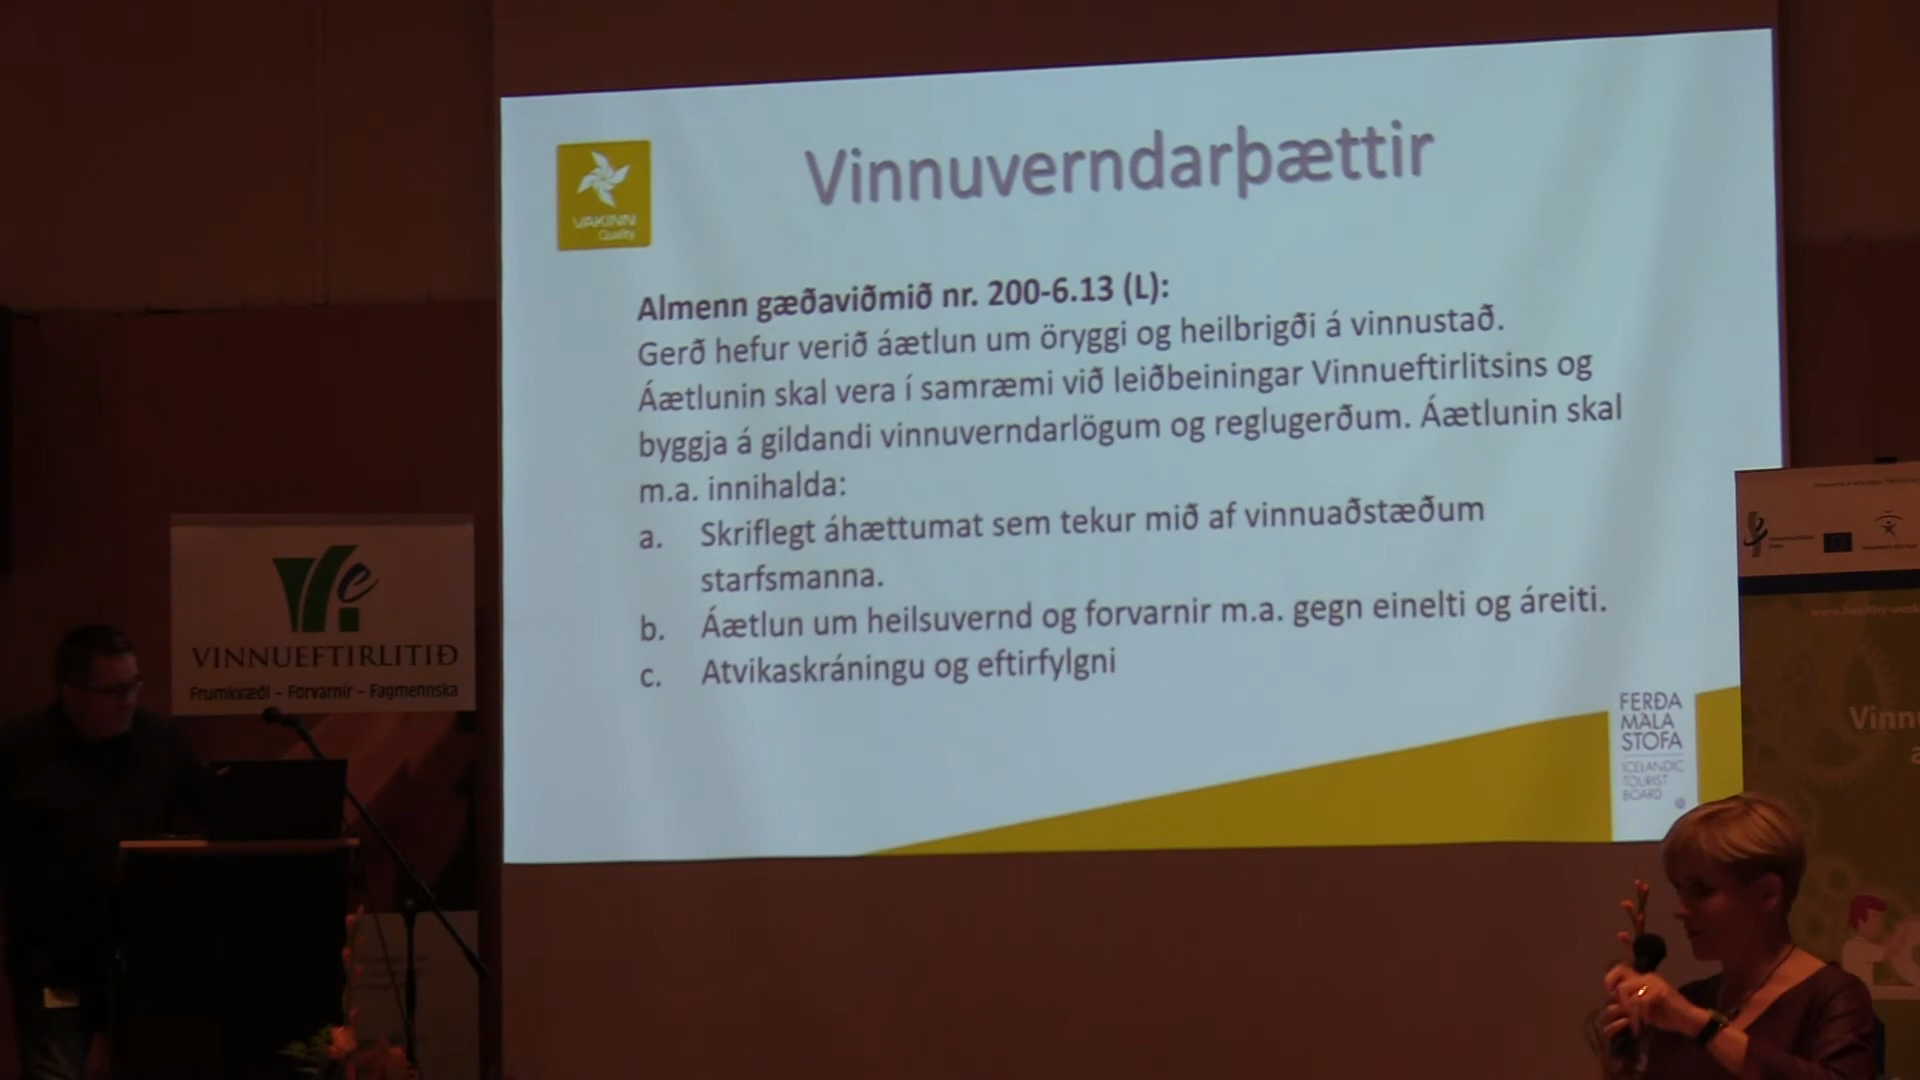 VAKINN
Quality
Vinnuverndarþættir
Almenn gæðaviðmið nr. 200-6.13 (L):
Gerð hefur verið áætlun um öryggi og heilbrigði á vinnustað.
Áætlunin skal vera í samræmi við leiðbeiningar Vinnueftirlitsins og
byggja á gildandi vinnuverndarlögum og reglugerðum. Áætlunin skal
m.a. innihalda:
a. Skriflegt áhættumat sem tekur mið af vinnuaðstæðum
starfsmanna.
b. Áætlun um heilsuvernd og forvarnir m.a. gegn einelti og áreiti.
c. Atvikaskráningu og eftirfylgni
FERÐA
MÁLA
STOFA
ICELANDIC
TOURIST
BOARD
VINNUEFTIRLITIÐ
Frumkvæði – Forvarnir – Fagmennska
Vinn